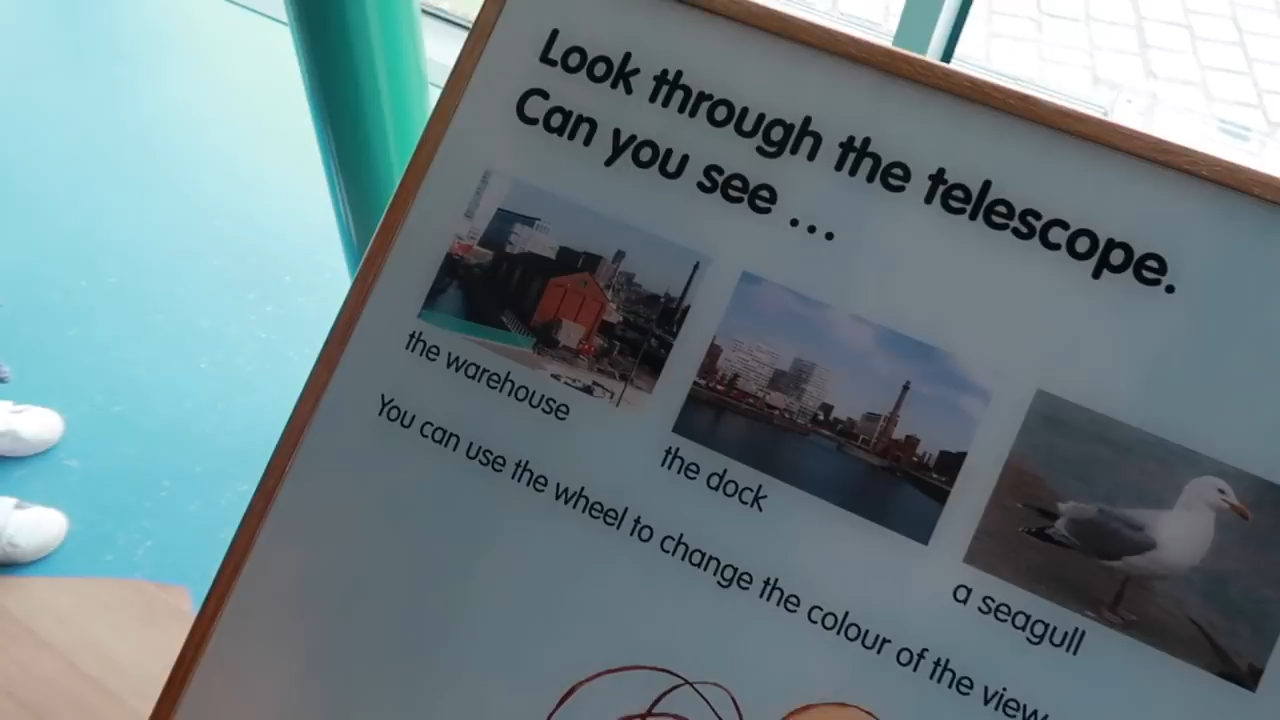 Look through the telescope.
Can you see ...
the warehouse
the dock
a seagull
You can use the wheel to change the colour of the view